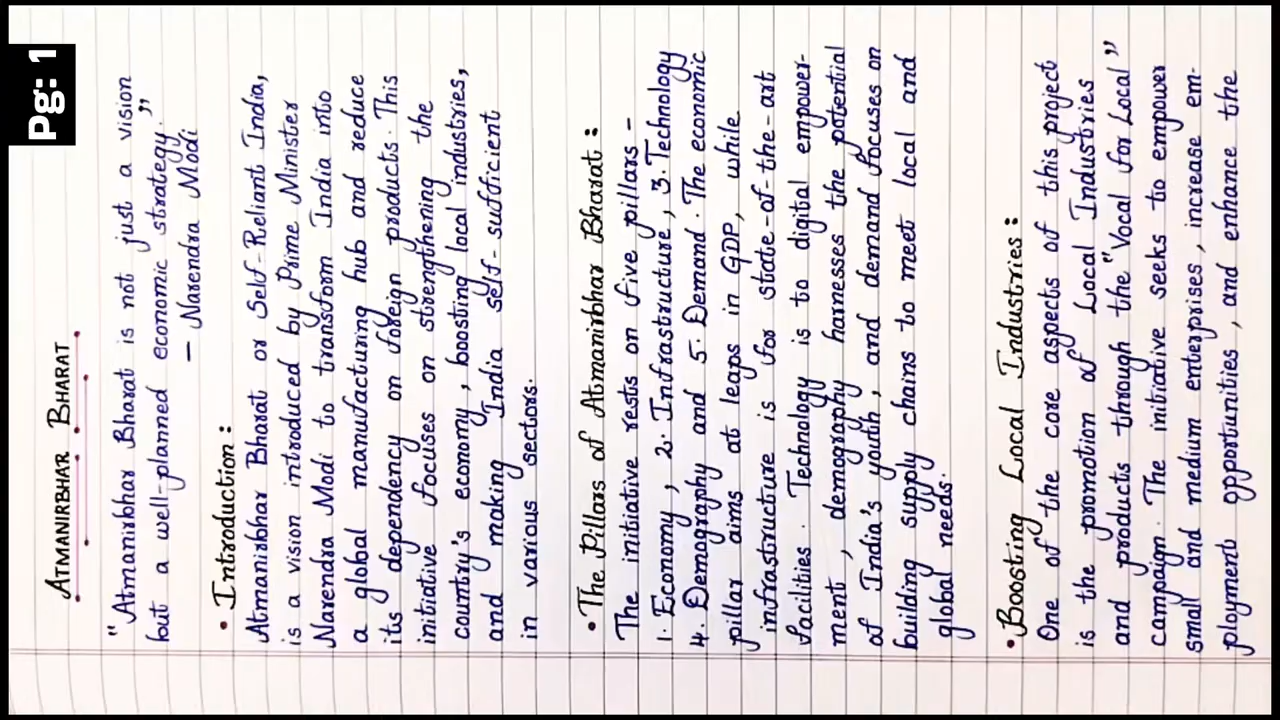 Pg: 1
ATMANIRBHAR BHARAT
"Atmanirbhar Bharat is not just a vision
but a well-planned economic strategy."
– Narendra Modi
• Introduction :
Atmanirbhar Bharat or Self-Reliant India,
is a vision introduced by Prime Minister
Narendra Modi to transform India into
a global manufacturing hub and reduce
its dependency on foreign products. This
initiative focuses on strengthening the
country's economy, boosting local industries,
and making India self-sufficient
in various sectors.
• The Pillars of Atmanirbhar Bharat :
The initiative rests on five pillars -
1. Economy, 2. Infrastructure, 3. Technology
4. Demography and 5. Demand. The economic
pillar aims at leaps in GDP, while
infrastructure is for state-of-the-art
facilities. Technology is to digital empower-
ment, demography harnesses the potential
of India's youth, and demand focuses on
building supply chains to meet local and
global needs.
• Boosting Local Industries :
One of the core aspects of this project
is the promotion of Local Industries
and products through the "Vocal for Local"
campaign. The initiative seeks to empower
small and medium enterprises, increase em-
ployment opportunities, and enhance the